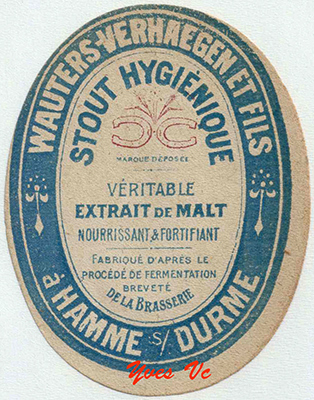 WAUTERS-VERHAEGEN ET FILS
STOUT HYGIÉNIQUE
MARQUE DÉPOSÉE
VÉRITABLE
EXTRAIT DE MALT
NOURRISSANT & FORTIFIANT
FABRIQUÉ D'APRÈS LE
PROCÉDÉ DE FERMENTATION
BREVETÉ
DE LA BRASSERIE
à HAMME s/ DURME
Yves Vc